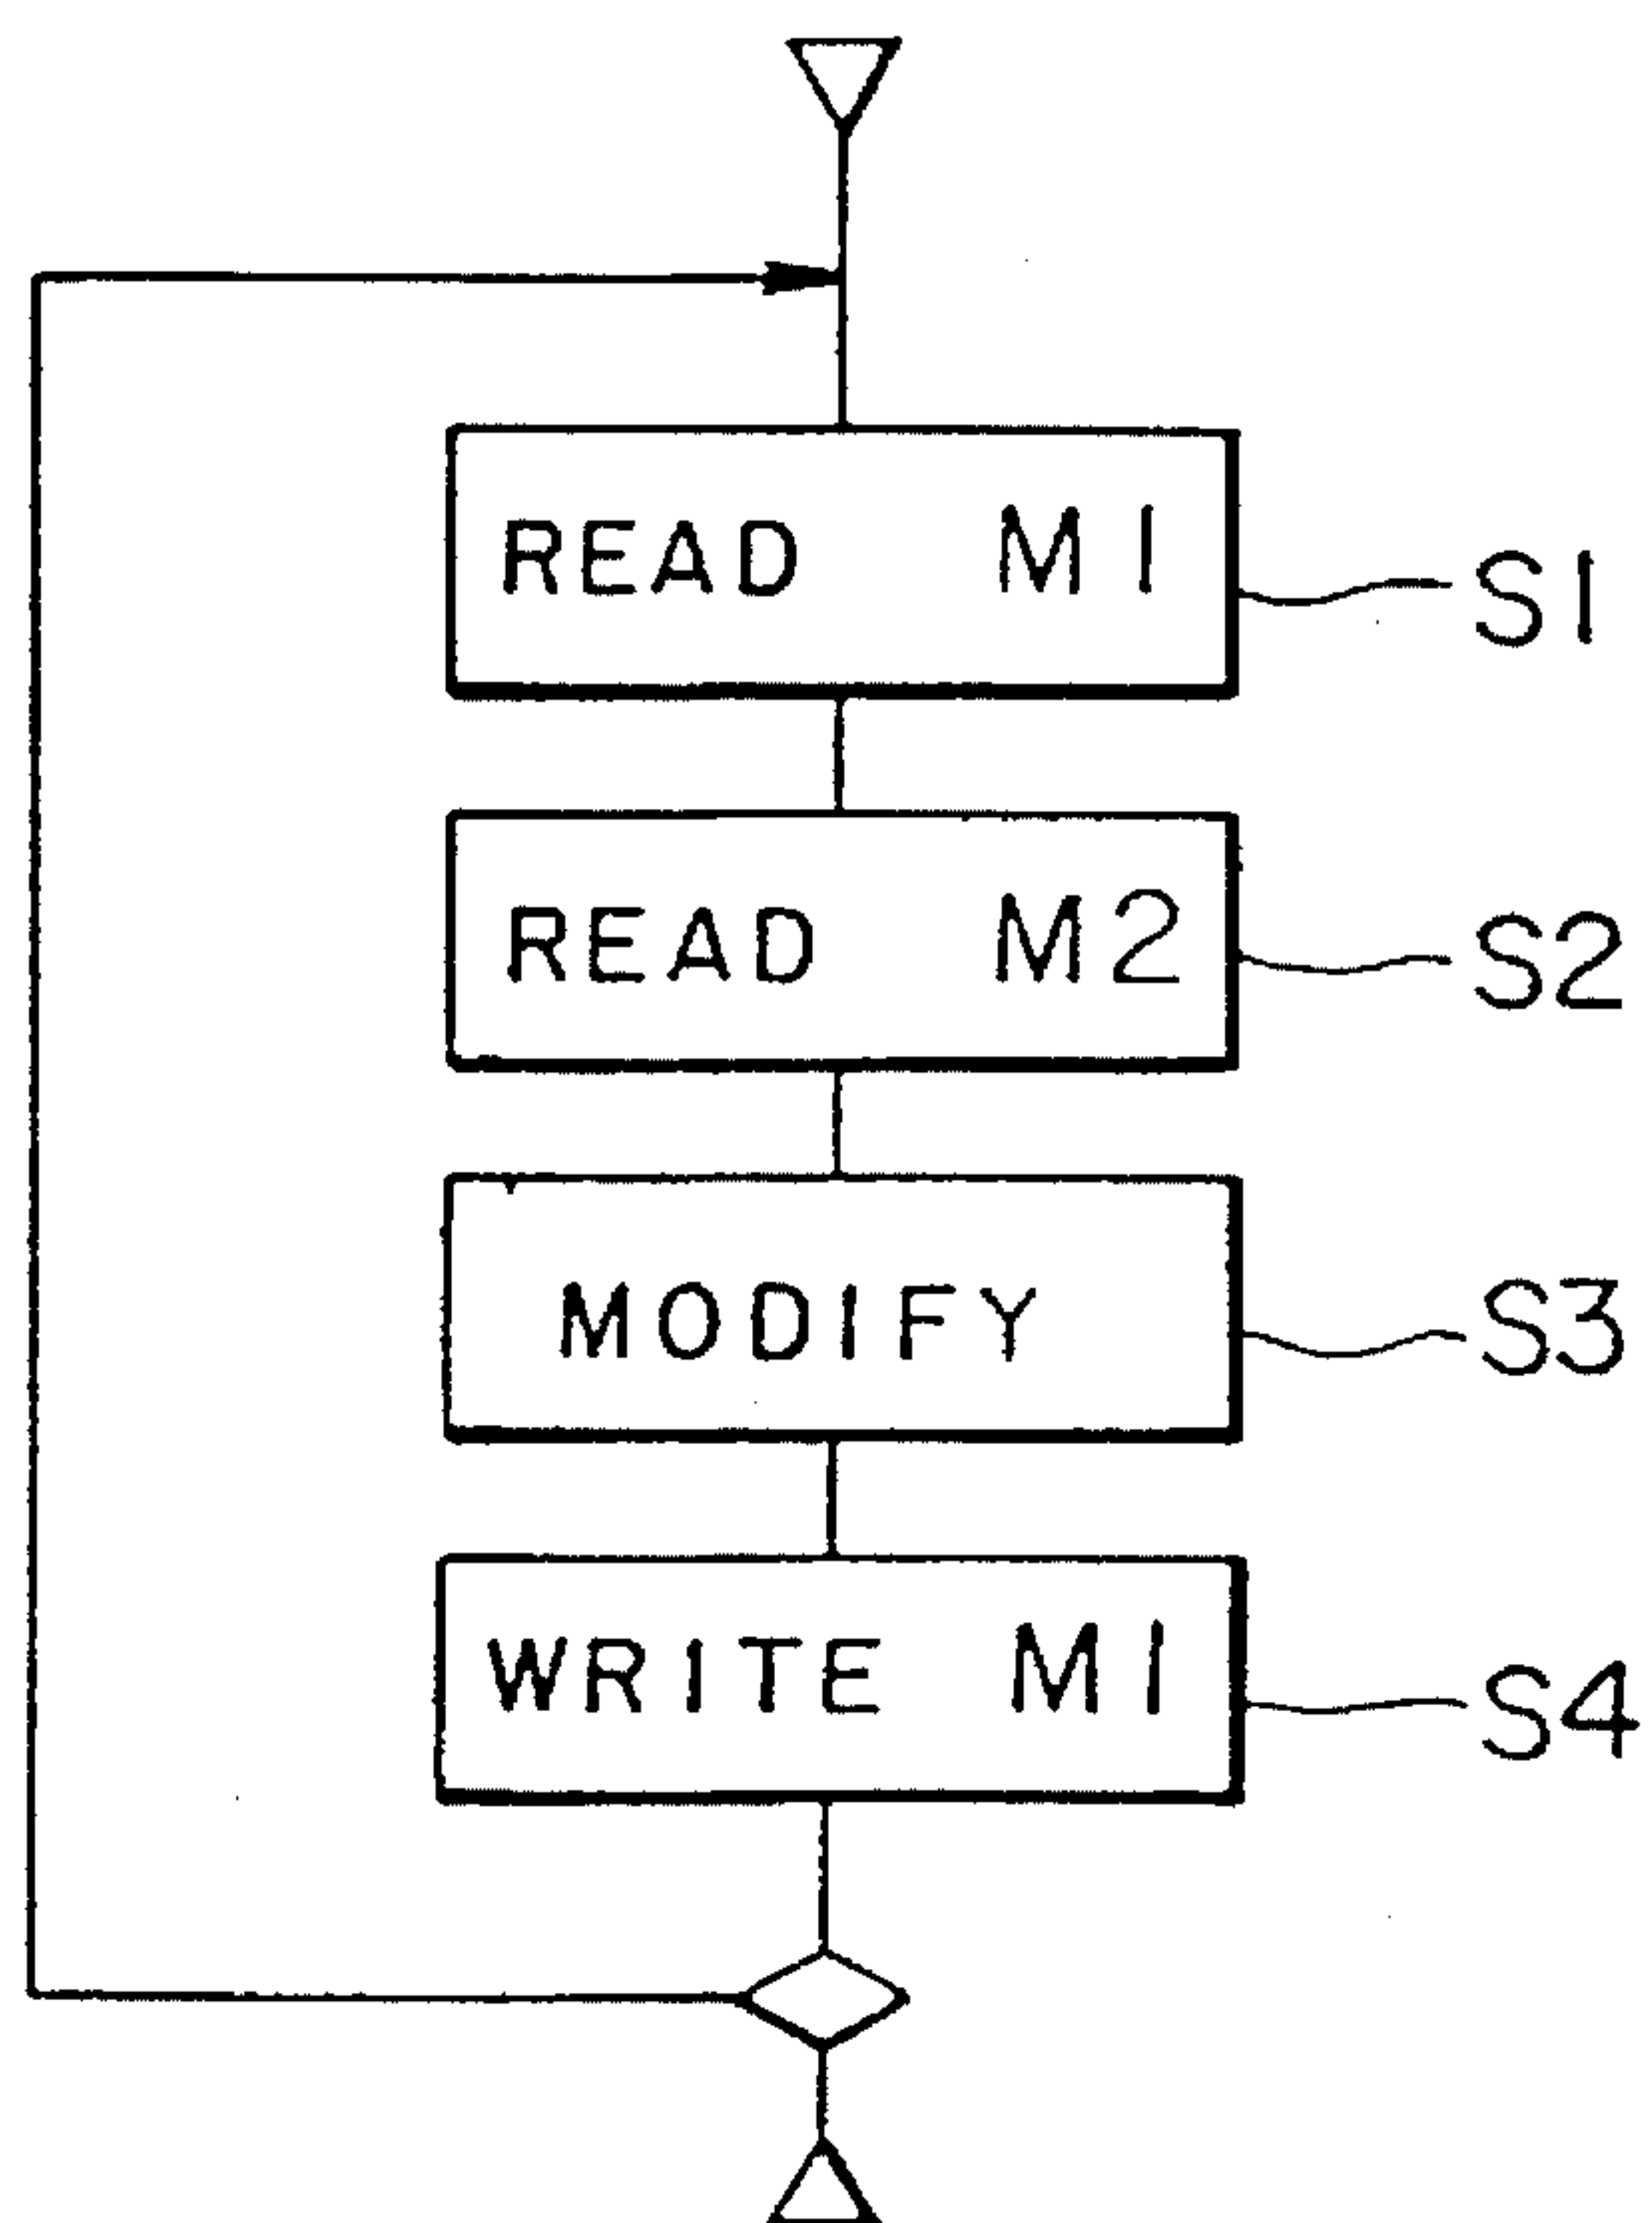 READ M1
S1
READ M2
S2
MODIFY
S3
WRITE M1
S4